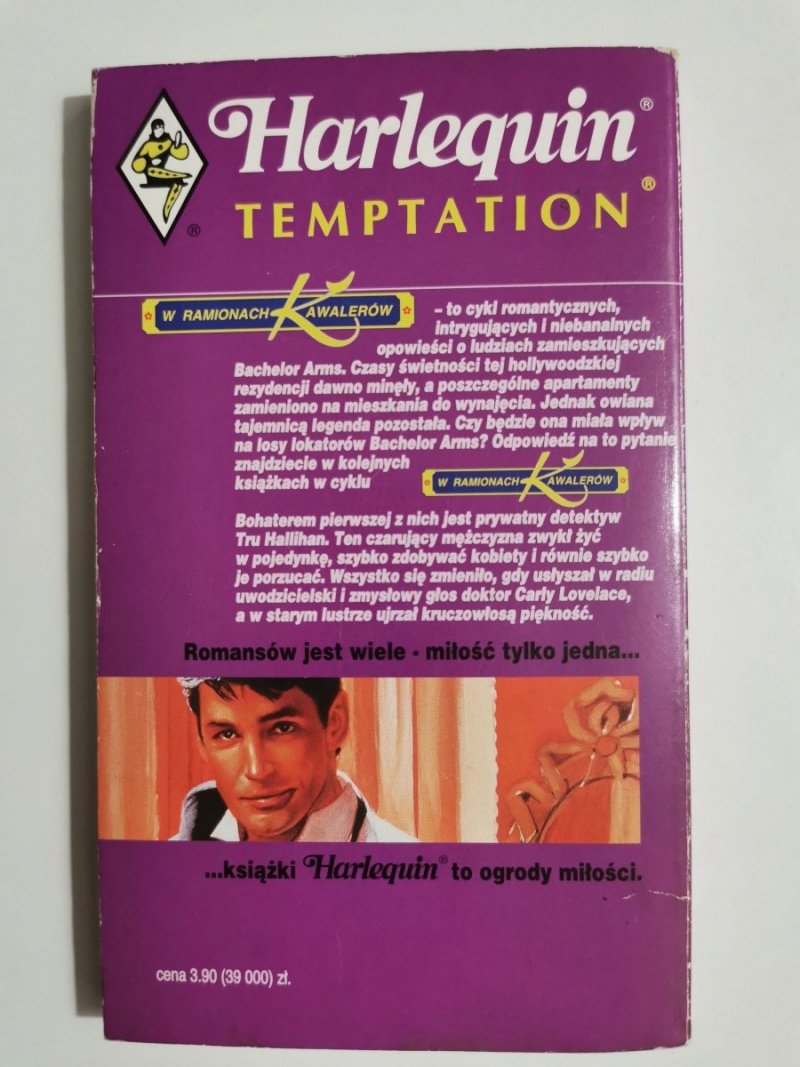 Harlequin®
TEMPTATION®
®
W RAMIONACH KAWALERÓW – to cykl romantycznych,
intrygujących i niebanalnych
opowieści o ludziach zamieszkujących
Bachelor Arms. Czasy świetności tej hollywoodzkiej
rezydencji dawno minęły, a poszczególne apartamenty
zamieniono na mieszkania do wynajęcia. Jednak owiana
tajemnicą legenda pozostała. Czy będzie ona miała wpływ
na losy lokatorów Bachelor Arms? Odpowiedź na to pytanie
znajdziecie w kolejnych
książkach w cyklu W RAMIONACH KAWALERÓW
Bohaterem pierwszej z nich jest prywatny detektyw
Tru Hallihan. Ten czarujący mężczyzna zwykł żyć
w pojedynkę, szybko zdobywać kobiety i równie szybko
je porzucać. Wszystko się zmieniło, gdy usłyszał w radiu
uwodzicielski i zmysłowy głos doktor Carly Lovelace,
a w starym lustrze ujrzał kruczowłosą piękność.
Romansów jest wiele - miłość tylko jedna...
...książki Harlequin® to ogrody miłości.
cena 3.90 (39 000) zł.